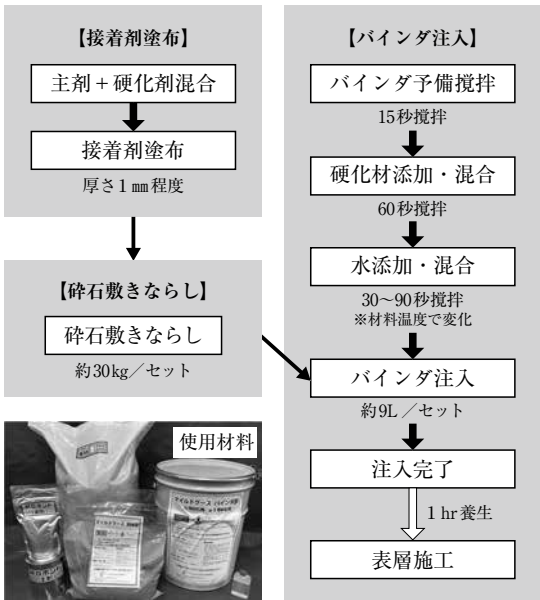 【接着剤塗布】
主剤＋硬化剤混合
接着剤塗布
厚さ1mm程度
【砕石敷きならし】
砕石敷きならし
約30kg／セット
使用材料
【バインダ注入】
バインダ予備攪拌
15秒攪拌
硬化材添加・混合
60秒攪拌
水添加・混合
30～90秒攪拌
※材料温度で変化
バインダ注入
約9L／セット
注入完了
1hr養生
表層施工